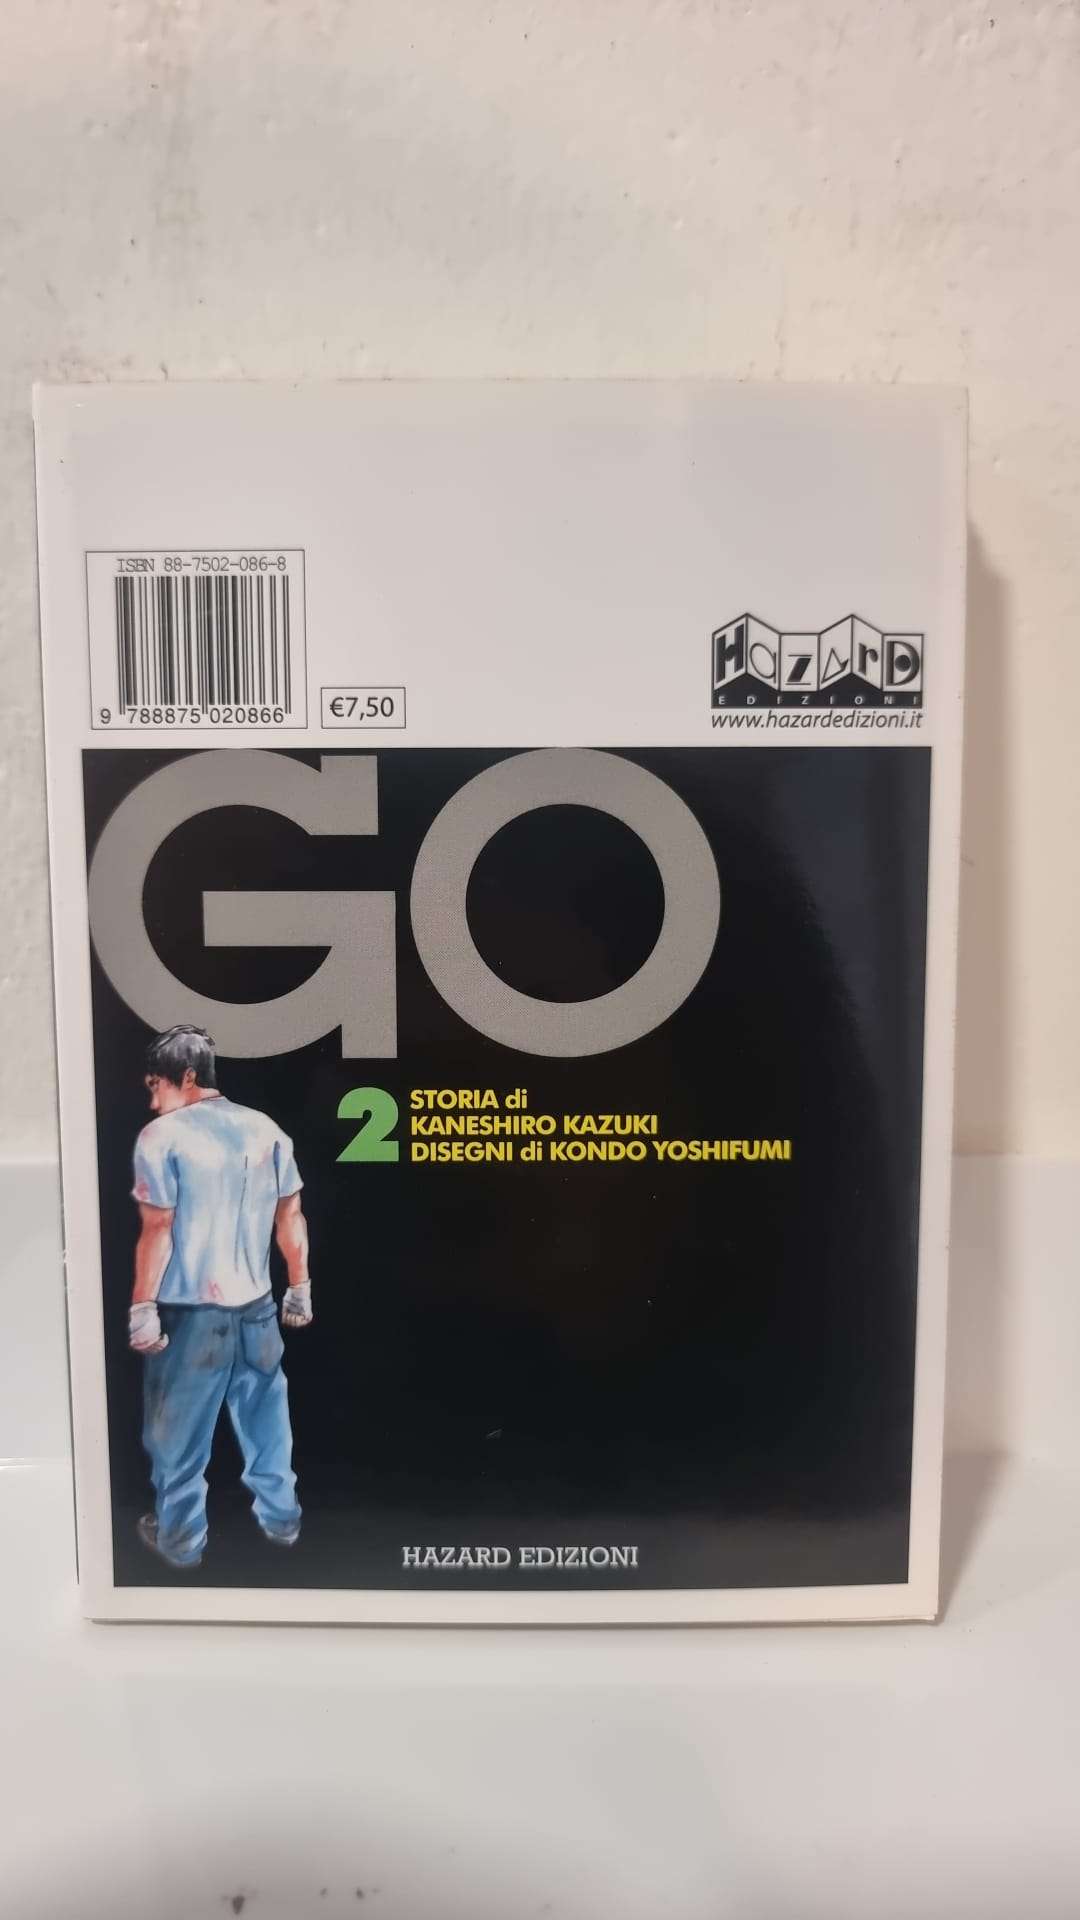 ISBN 88-7502-086-8
9 788875 020866
€7,50
HazarD
EDIZIONI
www.hazardedizioni.it
GO
2
STORIA di
KANESHIRO KAZUKI
DISEGNI di KONDO YOSHIFUMI
HAZARD EDIZIONI